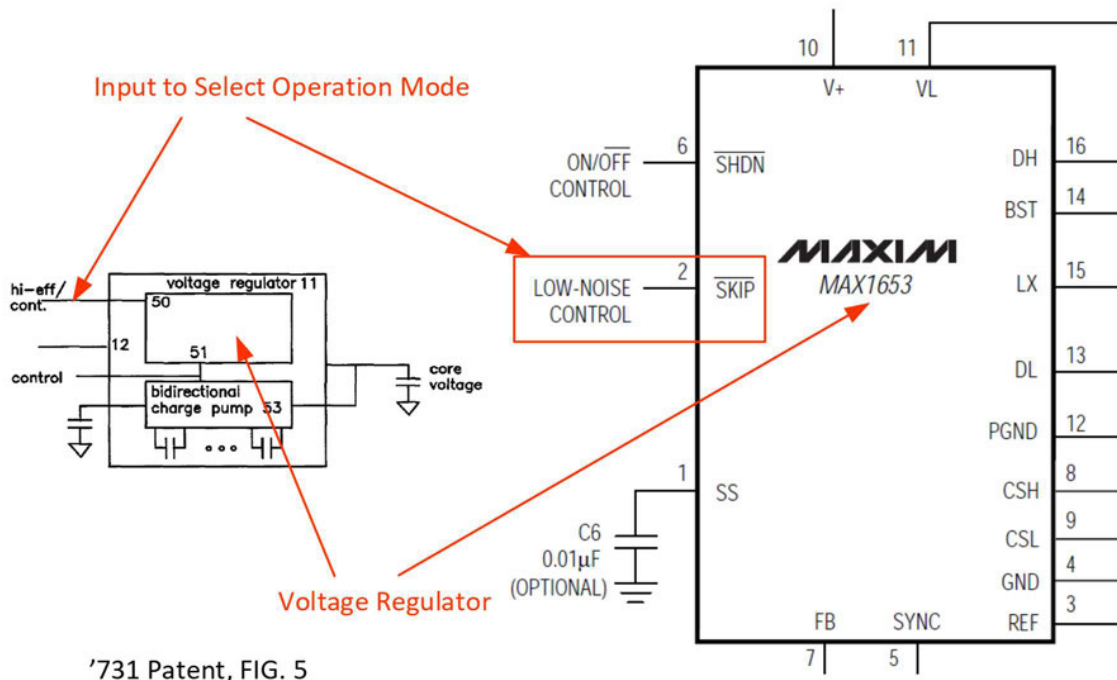 Input to Select Operation Mode
hi-eff/
cont.
voltage regulator 11
50
12
51
control
bidirectional
charge pump 53
core
voltage
Voltage Regulator
'731 Patent, FIG. 5
10
11
V+
VL
ON/OFF
CONTROL
6
SHDN
LOW-NOISE
CONTROL
2
SKIP
MAXIM
MAX1653
1
SS
C6
0.01µF
(OPTIONAL)
DH
16
BST
14
LX
15
DL
13
PGND
12
CSH
8
CSL
9
GND
4
REF
3
FB
SYNC
7
5